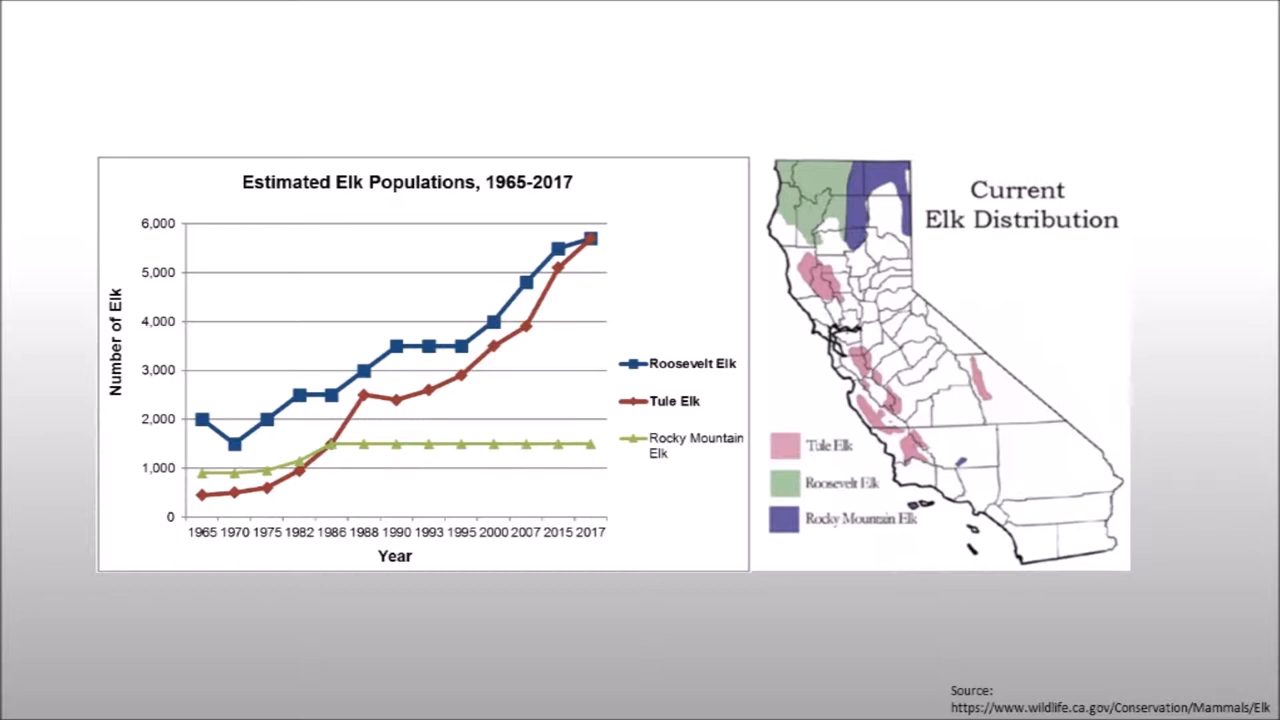 Estimated Elk Populations, 1965-2017
6,000
5,000
4,000
3,000
2,000
1,000
0
Number of Elk
1965 1970 1975 1982 1986 1988 1990 1993 1995 2000 2007 2015 2017
Year
Roosevelt Elk
Tule Elk
Rocky Mountain
Elk
Current
Elk Distribution
Tule Elk
Roosevelt Elk
Rocky Mountain Elk
Source:
https://www.wildlife.ca.gov/Conservation/Mammals/Elk